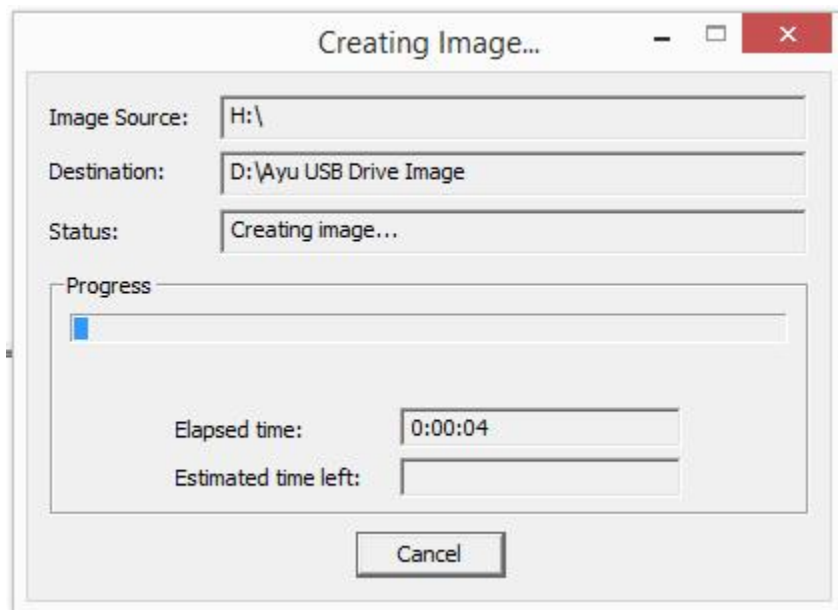 Creating Image...
Image Source: H:\
Destination: D:\Ayu USB Drive Image
Status: Creating image...
Progress
Elapsed time: 0:00:04
Estimated time left:
Cancel